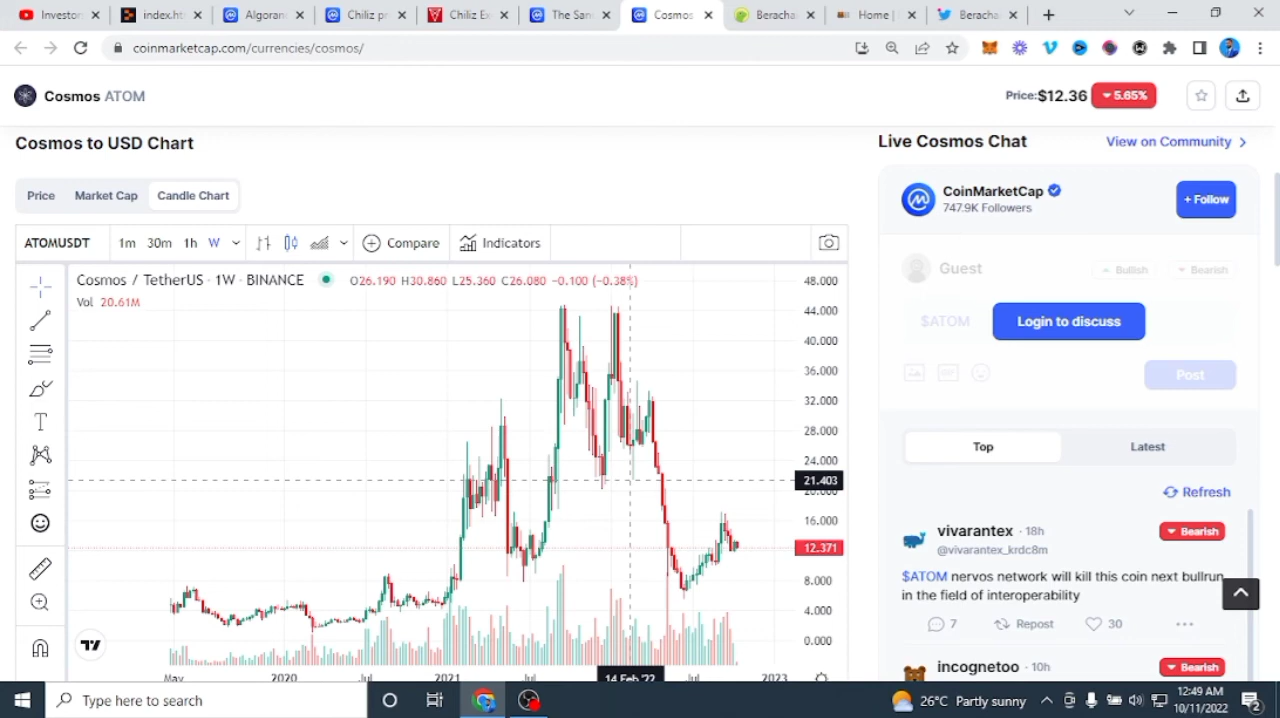 Investor:
index.ht
Algoran
Chiliz pr
Chiliz Ex
The San
Cosmos
Beracha
Home |
Beracha
coinmarketcap.com/currencies/cosmos/
Cosmos ATOM
Price:$12.36
5.65%
Cosmos to USD Chart
Live Cosmos Chat
View on Community
Price
Market Cap
Candle Chart
CoinMarketCap
747.9K Followers
+ Follow
ATOMUSDT
1m
30m
1h
W
Compare
Indicators
Cosmos / TetherUS · 1W · BINANCE
O26.190 H30.860 L25.360 C26.080 -0.100 (-0.38%)
Vol 20.61M
Guest
Bullish
Bearish
$ATOM
Login to discuss
Post
48.000
44.000
40.000
36.000
32.000
28.000
24.000
21.403
20.000
16.000
12.371
8.000
4.000
0.000
Top
Latest
Refresh
vivarantex · 18h
Bearish
@vivarantex_krdc8m
$ATOM nervos network will kill this coin next bullrun
in the field of interoperability
7
Repost
30
incognetoo · 10h
Bearish
May
2020
Jul
2021
Jul
14 Feb '22
Jul
2023
Type here to search
26°C Partly sunny
12:49 AM
10/11/2022
2